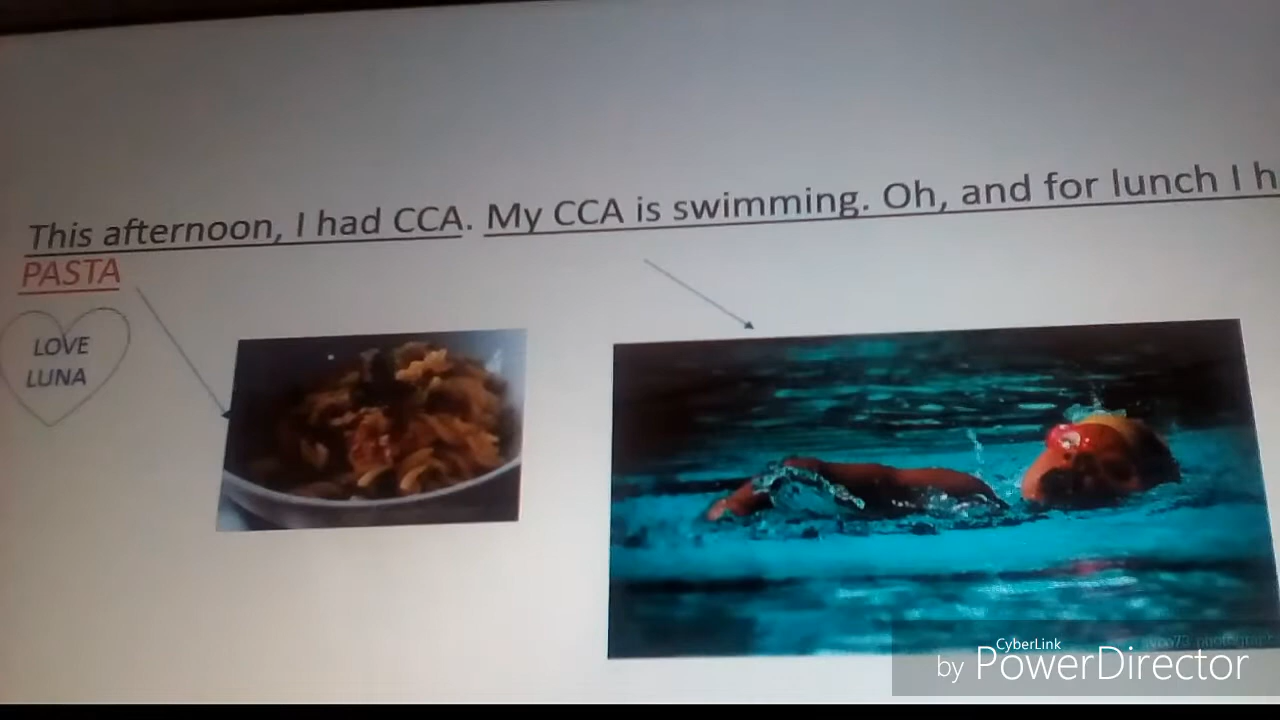 This afternoon, I had CCA. My CCA is swimming. Oh, and for lunch I h
PASTA
LOVE
LUNA
CyberLink
by PowerDirector